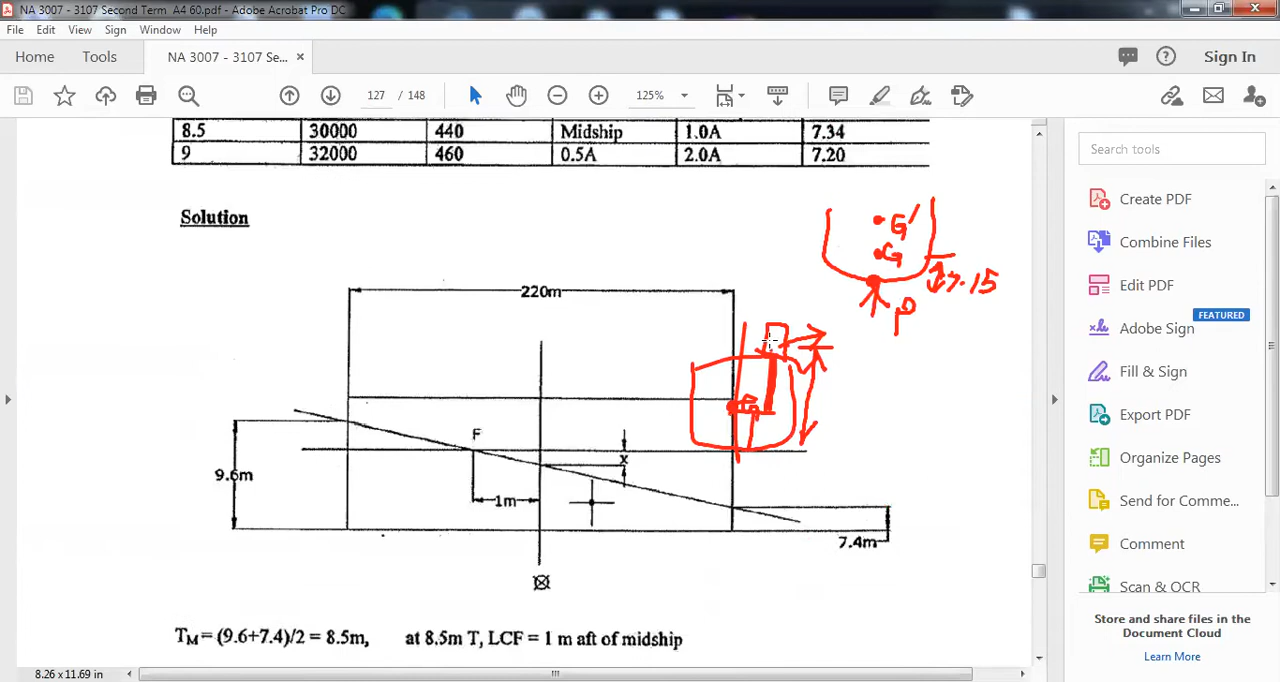 NA 3007 - 3107 Second Term A4 60.pdf - Adobe Acrobat Pro DC
File Edit View Sign Window Help
Home Tools NA 3007 - 3107 Se... × Sign In
127 / 148 125%
8.5 30000 440 Midship 1.0A 7.34
9 32000 460 0.5A 2.0A 7.20
Solution
G'
G
7.15
P
220m
G
F
x
9.6m
1m
7.4m
TM = (9.6+7.4)/2 = 8.5m, at 8.5m T, LCF = 1 m aft of midship
8.26 x 11.69 in
Search tools
Create PDF
Combine Files
Edit PDF
Adobe Sign FEATURED
Fill & Sign
Export PDF
Organize Pages
Send for Comme...
Comment
Scan & OCR
Store and share files in the
Document Cloud
Learn More